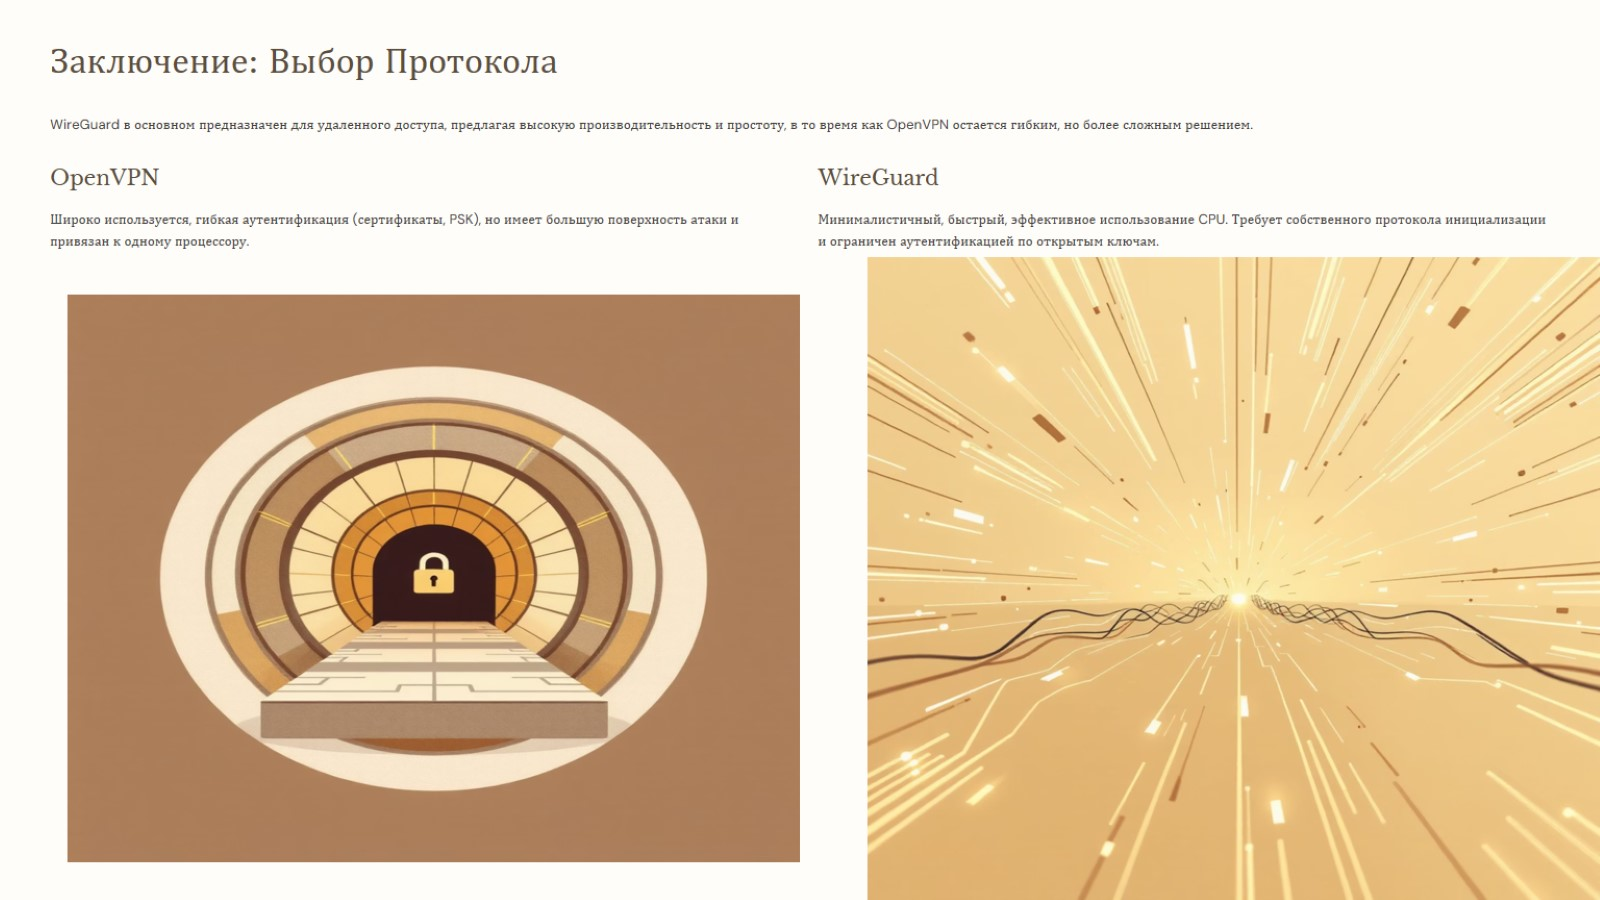 Заключение: Выбор Протокола
WireGuard в основном предназначен для удаленного доступа, предлагая высокую производительность и простоту, в то время как OpenVPN остается гибким, но более сложным решением.
OpenVPN
Широко используется, гибкая аутентификация (сертификаты, PSK), но имеет большую поверхность атаки и
привязан к одному процессору.
WireGuard
Минималистичный, быстрый, эффективное использование CPU. Требует собственного протокола инициализации
и ограничен аутентификацией по открытым ключам.